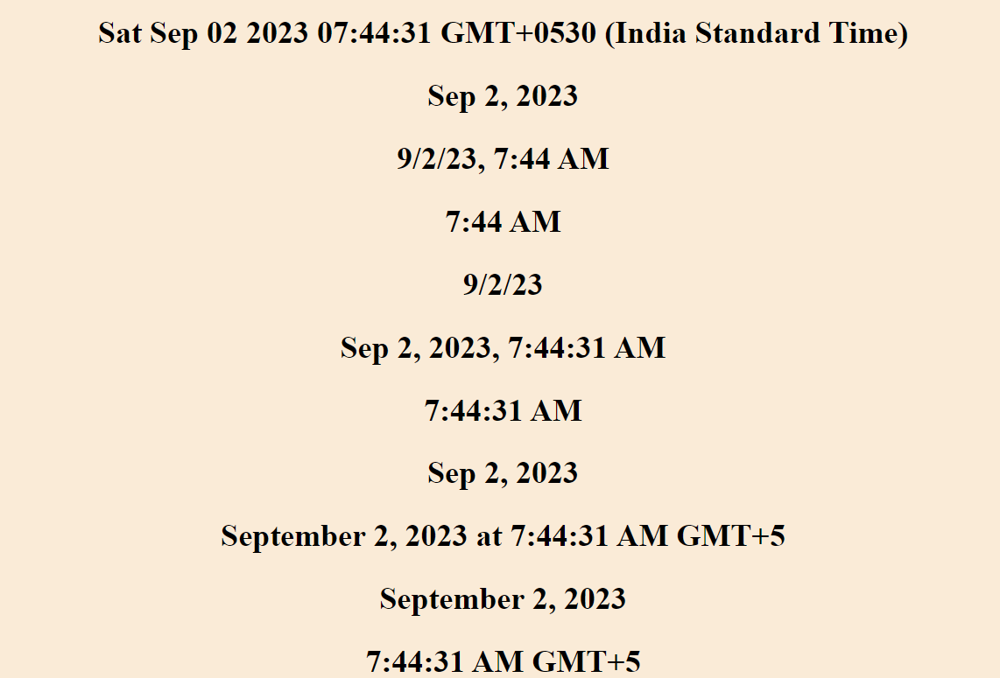 Sat Sep 02 2023 07:44:31 GMT+0530 (India Standard Time)
Sep 2, 2023
9/2/23, 7:44 AM
7:44 AM
9/2/23
Sep 2, 2023, 7:44:31 AM
7:44:31 AM
Sep 2, 2023
September 2, 2023 at 7:44:31 AM GMT+5
September 2, 2023
7:44:31 AM GMT+5